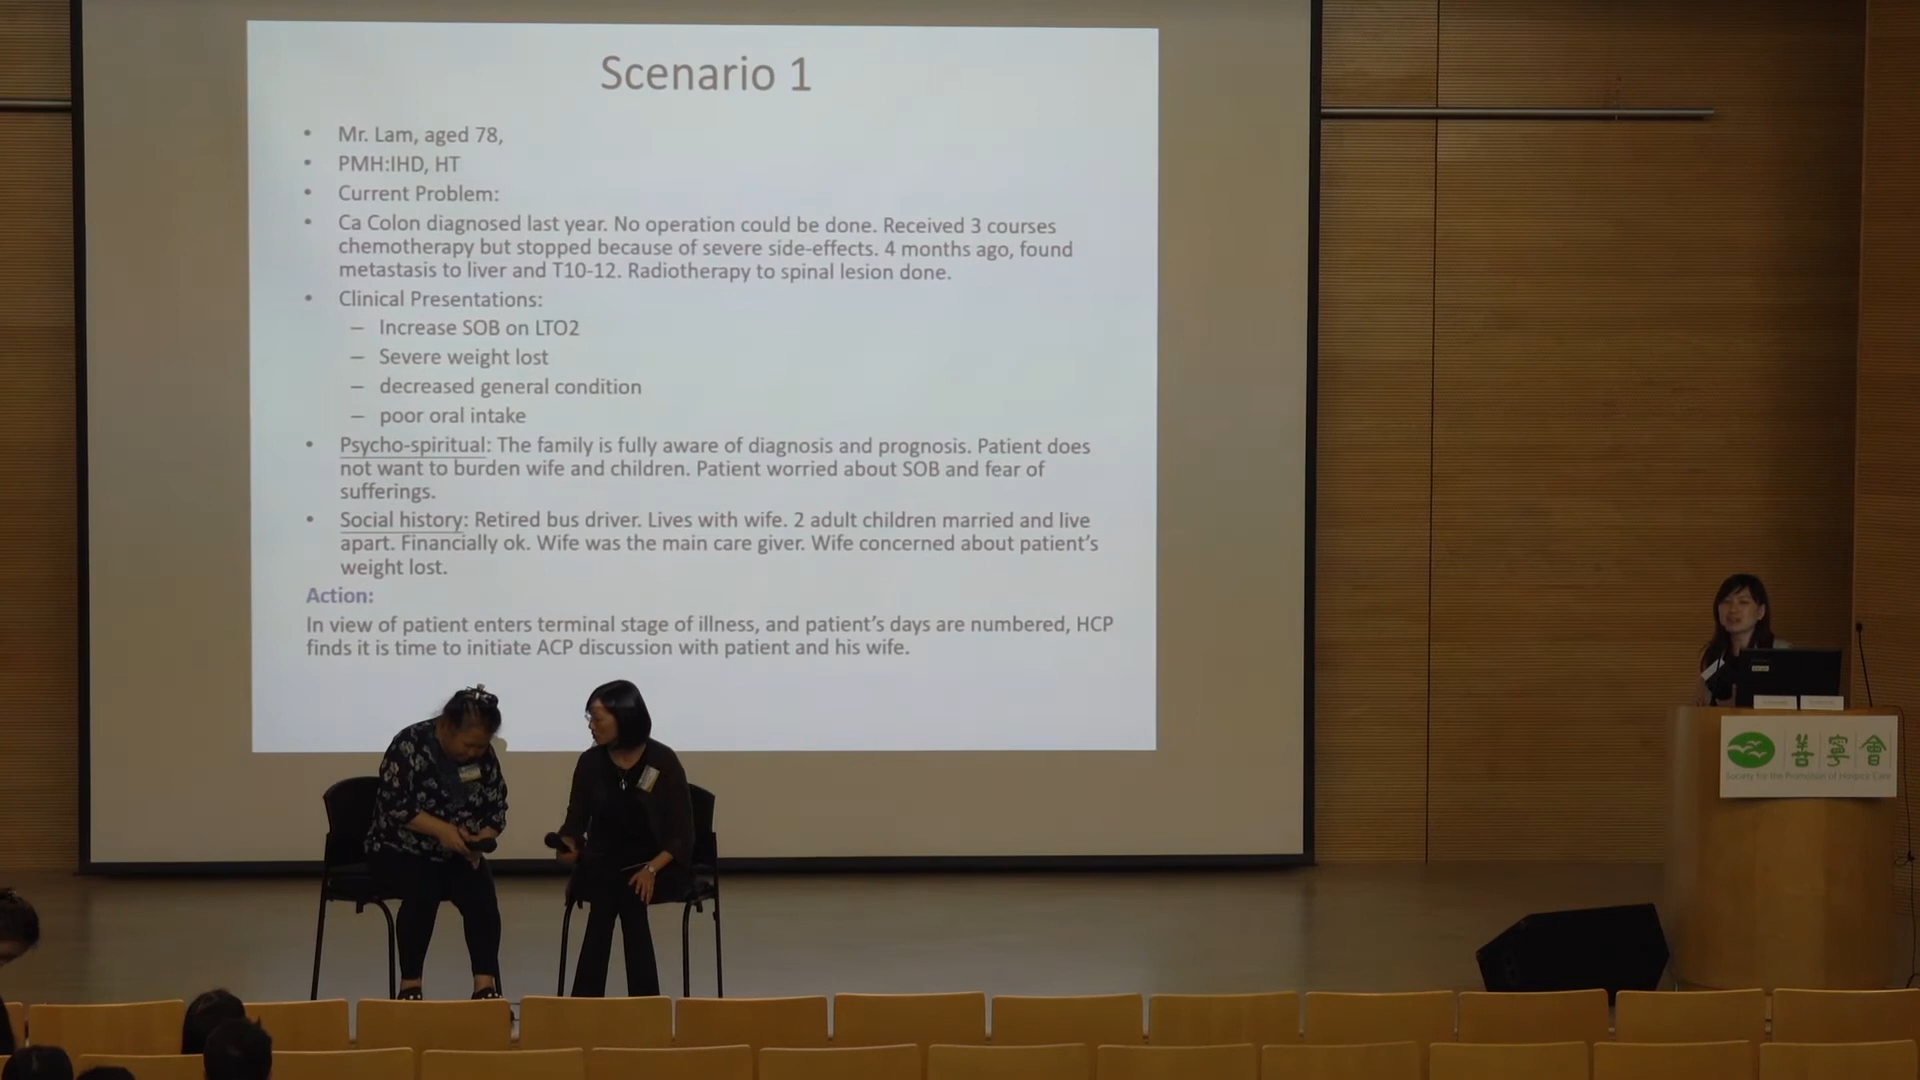 Scenario 1
• Mr. Lam, aged 78,
• PMH:IHD, HT
• Current Problem:
• Ca Colon diagnosed last year. No operation could be done. Received 3 courses
chemotherapy but stopped because of severe side-effects. 4 months ago, found
metastasis to liver and T10-12. Radiotherapy to spinal lesion done.
• Clinical Presentations:
– Increase SOB on LTO2
– Severe weight lost
– decreased general condition
– poor oral intake
• Psycho-spiritual: The family is fully aware of diagnosis and prognosis. Patient does
not want to burden wife and children. Patient worried about SOB and fear of
sufferings.
• Social history: Retired bus driver. Lives with wife. 2 adult children married and live
apart. Financially ok. Wife was the main care giver. Wife concerned about patient's
weight lost.
Action:
In view of patient enters terminal stage of illness, and patient's days are numbered, HCP
finds it is time to initiate ACP discussion with patient and his wife.
善寧會
Society for the Promotion of Hospice Care